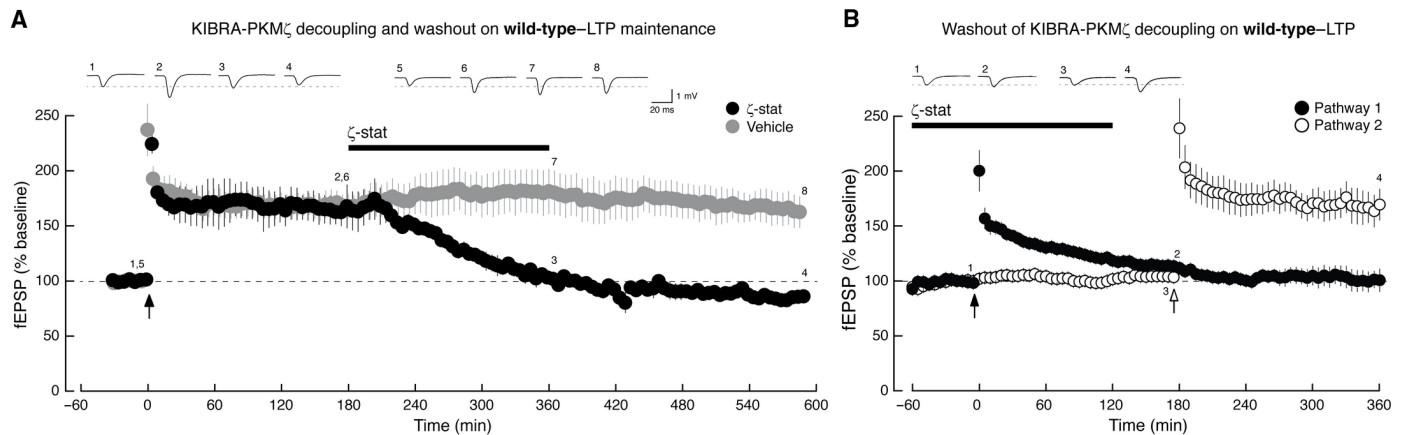 A
KIBRA-PKMζ decoupling and washout on wild-type–LTP maintenance
1 2 3 4 5 6 7 8
1 mV
20 ms
ζ-stat
Vehicle
ζ-stat
250
200
150
100
50
0
fEPSP (% baseline)
1,5
2,6
7
3
8
4
−60 0 60 120 180 240 300 360 420 480 540 600
Time (min)
B
Washout of KIBRA-PKMζ decoupling on wild-type–LTP
1 2 3 4
ζ-stat
Pathway 1
Pathway 2
250
200
150
100
50
0
fEPSP (% baseline)
1
2
3
4
−60 0 60 120 180 240 300 360
Time (min)